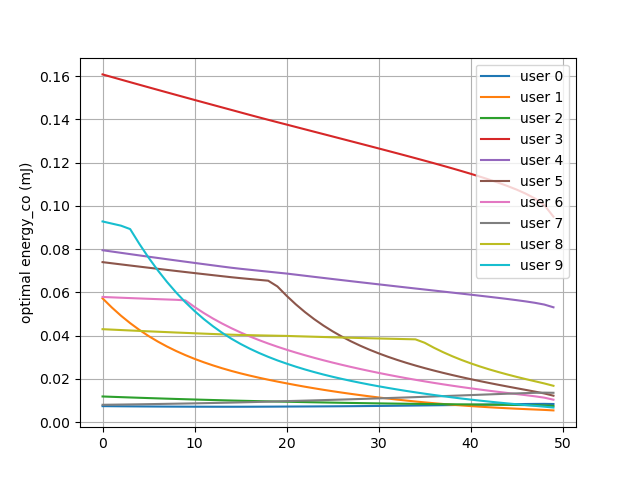 0.16
0.14
0.12
0.10
0.08
0.06
0.04
0.02
0.00
optimal energy_co (mJ)
0 10 20 30 40 50
user 0
user 1
user 2
user 3
user 4
user 5
user 6
user 7
user 8
user 9